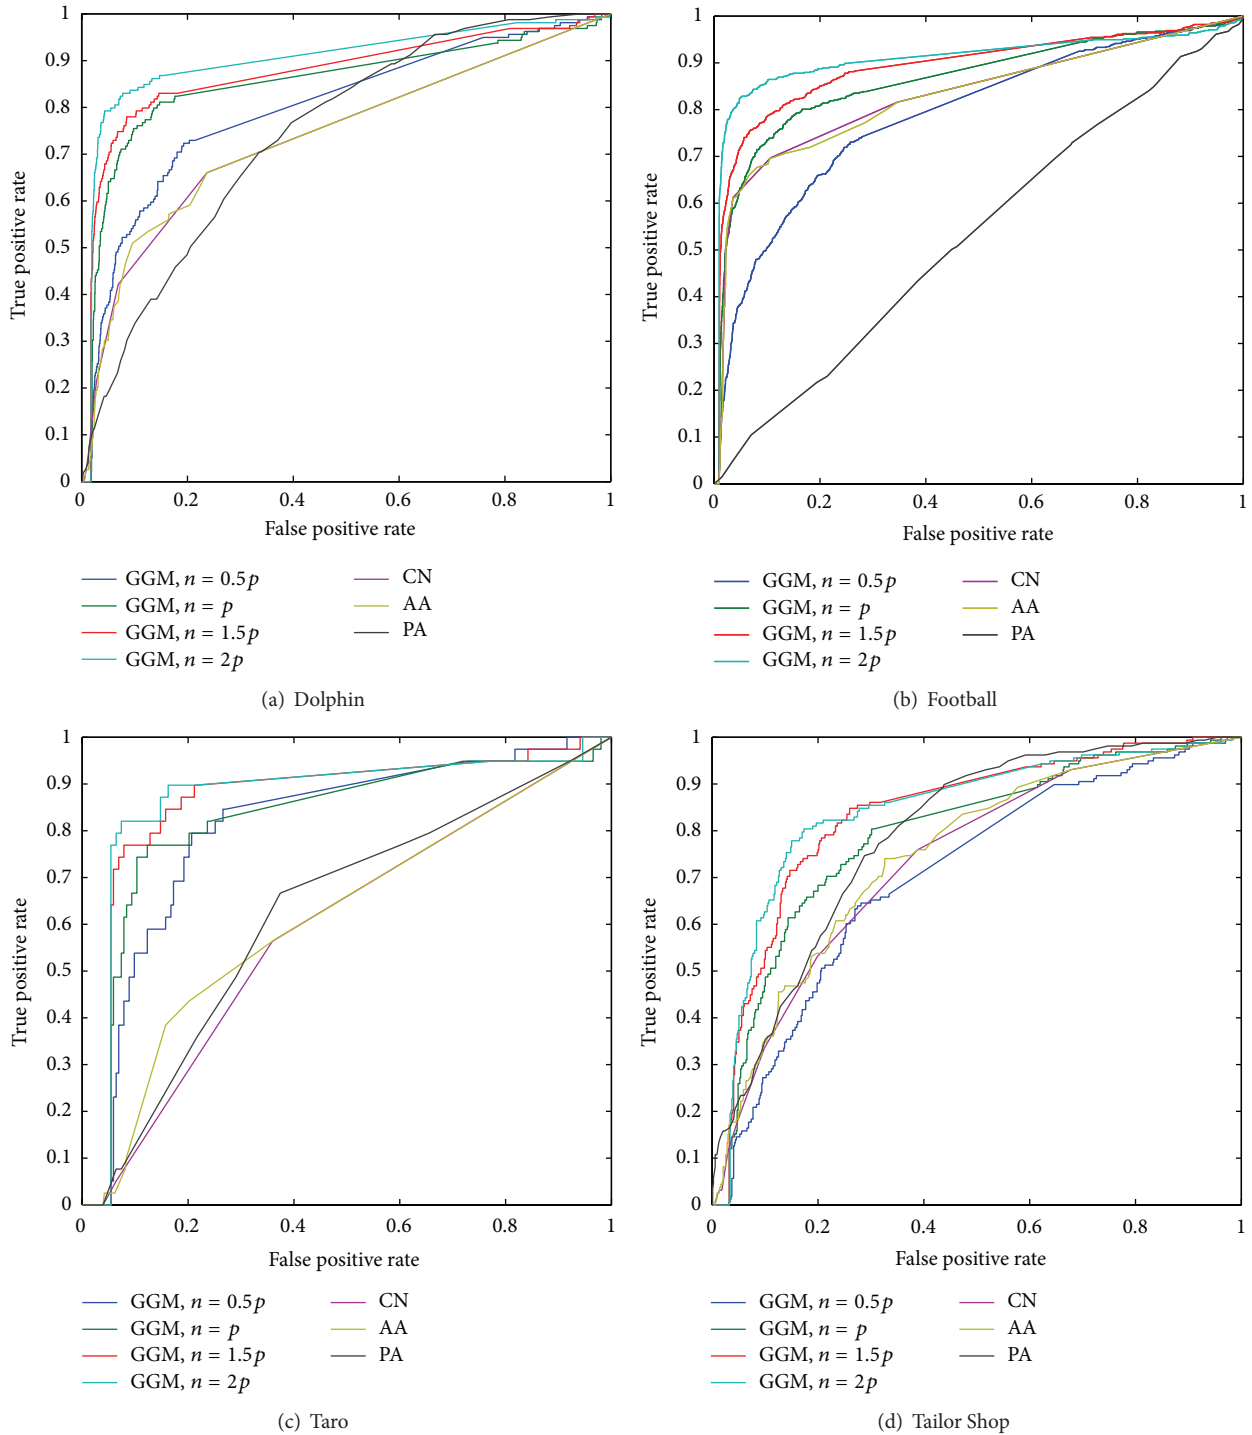 1
0.9
0.8
0.7
0.6
0.5
0.4
0.3
0.2
0.1
0
True positive rate
0 0.2 0.4 0.6 0.8 1
False positive rate
GGM, n = 0.5p
GGM, n = p
GGM, n = 1.5p
GGM, n = 2p
CN
AA
PA
(a) Dolphin
1
0.9
0.8
0.7
0.6
0.5
0.4
0.3
0.2
0.1
0
True positive rate
0 0.2 0.4 0.6 0.8 1
False positive rate
GGM, n = 0.5p
GGM, n = p
GGM, n = 1.5p
GGM, n = 2p
CN
AA
PA
(b) Football
1
0.9
0.8
0.7
0.6
0.5
0.4
0.3
0.2
0.1
0
True positive rate
0 0.2 0.4 0.6 0.8 1
False positive rate
GGM, n = 0.5p
GGM, n = p
GGM, n = 1.5p
GGM, n = 2p
CN
AA
PA
(c) Taro
1
0.9
0.8
0.7
0.6
0.5
0.4
0.3
0.2
0.1
0
True positive rate
0 0.2 0.4 0.6 0.8 1
False positive rate
GGM, n = 0.5p
GGM, n = p
GGM, n = 1.5p
GGM, n = 2p
CN
AA
PA
(d) Tailor Shop